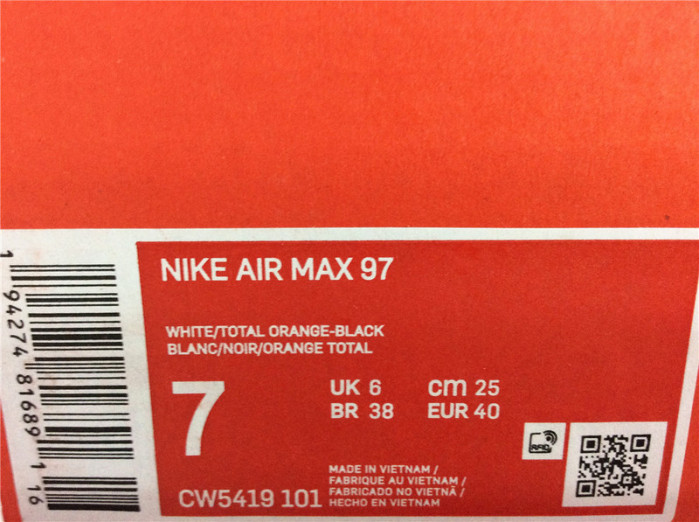 NIKE AIR MAX 97
WHITE/TOTAL ORANGE-BLACK
BLANC/NOIR/ORANGE TOTAL
7
UK 6 cm 25
BR 38 EUR 40
RFID
MADE IN VIETNAM /
FABRIQUE AU VIETNAM /
FABRICADO NO VIETNÃ /
HECHO EN VIETNAM
CW5419 101
1 94274 81689 1 16